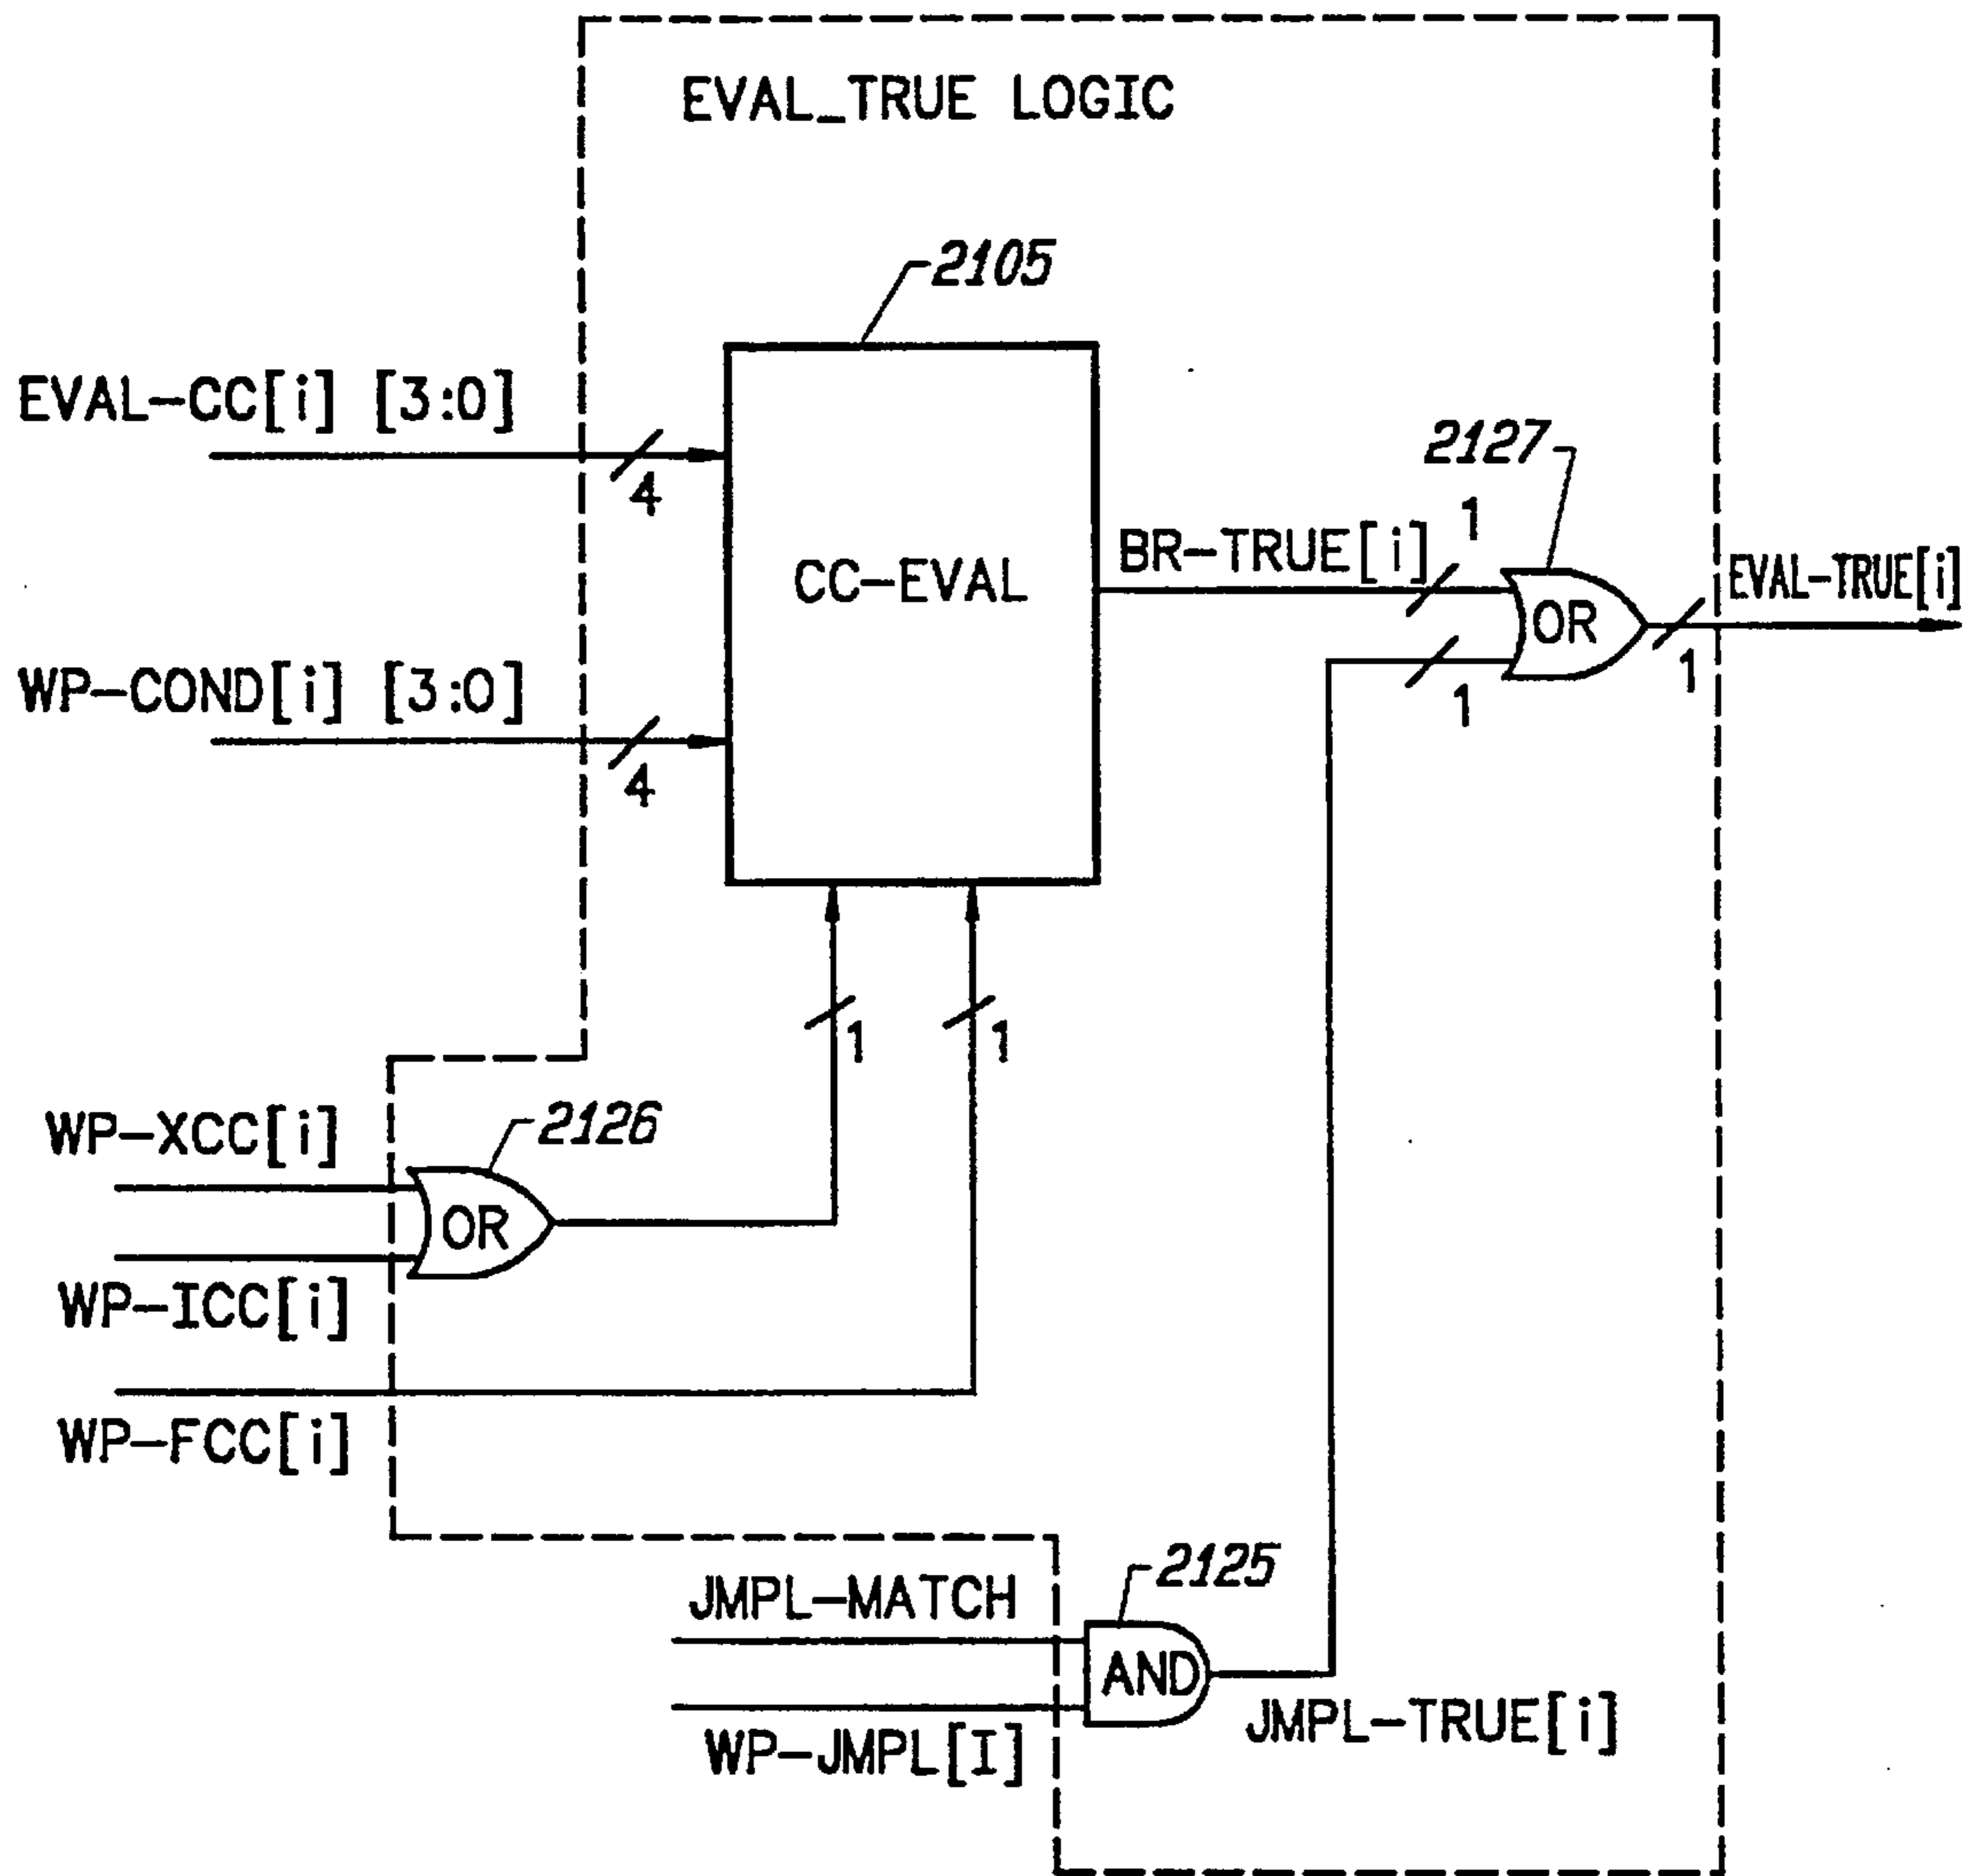 EVAL_TRUE LOGIC
2105
EVAL-CC[i] [3:0]
4
2127
1
BR-TRUE[i]
EVAL-TRUE[i]
CC-EVAL
OR
1
1
WP-COND[i] [3:0]
4
1
1
WP-XCC[i]
2126
OR
WP-ICC[i]
WP-FCC[i]
2125
JMPL-MATCH
AND
WP-JMPL[I]
JMPL-TRUE[i]